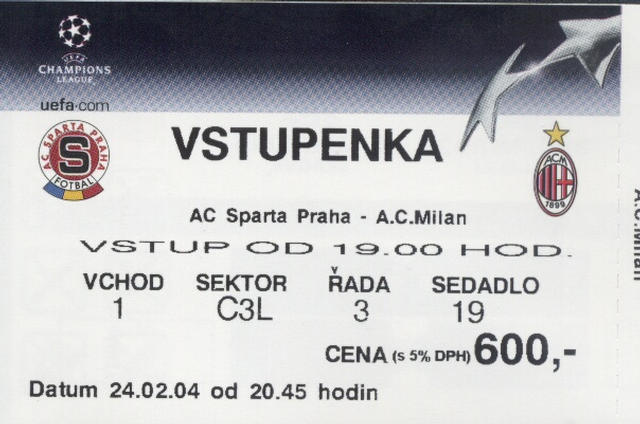 UEFA
CHAMPIONS
LEAGUE
uefa.com
AC SPARTA PRAHA
S
FOTBAL
VSTUPENKA
ACM
1899
AC Sparta Praha - A.C.Milan
VSTUP OD 19.00 HOD.
VCHOD SEKTOR ŘADA SEDADLO
1 C3L 3 19
CENA (s 5% DPH) 600,-
Datum 24.02.04 od 20.45 hodin
A.C.Milan